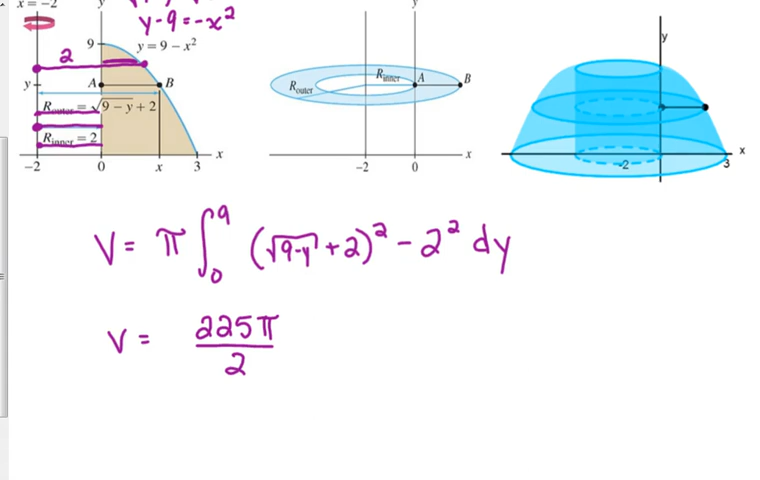 x = −2
y
y - 9 = -x²
y
y
9
y = 9 − x²
2
y
A
B
R_inner
A
B
R_outer
R_outer = √9 − y + 2
R_inner = 2
−2
0
x
3
x
−2
0
x
-2
3
x
V = π ∫₀⁹ (√9-y + 2)² - 2² dy
V = 225π/2